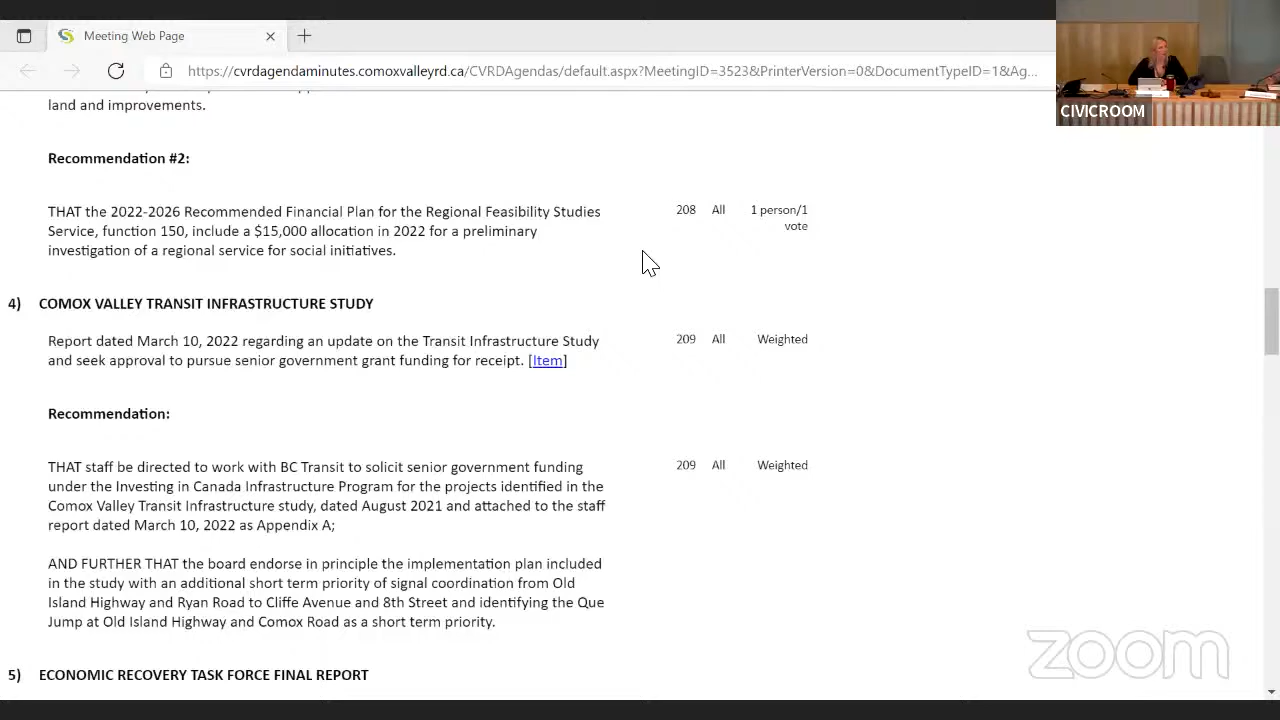 Meeting Web Page
https://cvrdagendaminutes.comoxvalleyrd.ca/CVRDAgendas/default.aspx?MeetingID=3523&PrinterVersion=0&DocumentTypeID=1&Ag...
CIVICROOM
land and improvements.
Recommendation #2:
THAT the 2022-2026 Recommended Financial Plan for the Regional Feasibility Studies 208 All 1 person/1
Service, function 150, include a $15,000 allocation in 2022 for a preliminary vote
investigation of a regional service for social initiatives.
4) COMOX VALLEY TRANSIT INFRASTRUCTURE STUDY
Report dated March 10, 2022 regarding an update on the Transit Infrastructure Study 209 All Weighted
and seek approval to pursue senior government grant funding for receipt. [Item]
Recommendation:
THAT staff be directed to work with BC Transit to solicit senior government funding 209 All Weighted
under the Investing in Canada Infrastructure Program for the projects identified in the
Comox Valley Transit Infrastructure study, dated August 2021 and attached to the staff
report dated March 10, 2022 as Appendix A;
AND FURTHER THAT the board endorse in principle the implementation plan included
in the study with an additional short term priority of signal coordination from Old
Island Highway and Ryan Road to Cliffe Avenue and 8th Street and identifying the Que
Jump at Old Island Highway and Comox Road as a short term priority.
zoom
5) ECONOMIC RECOVERY TASK FORCE FINAL REPORT